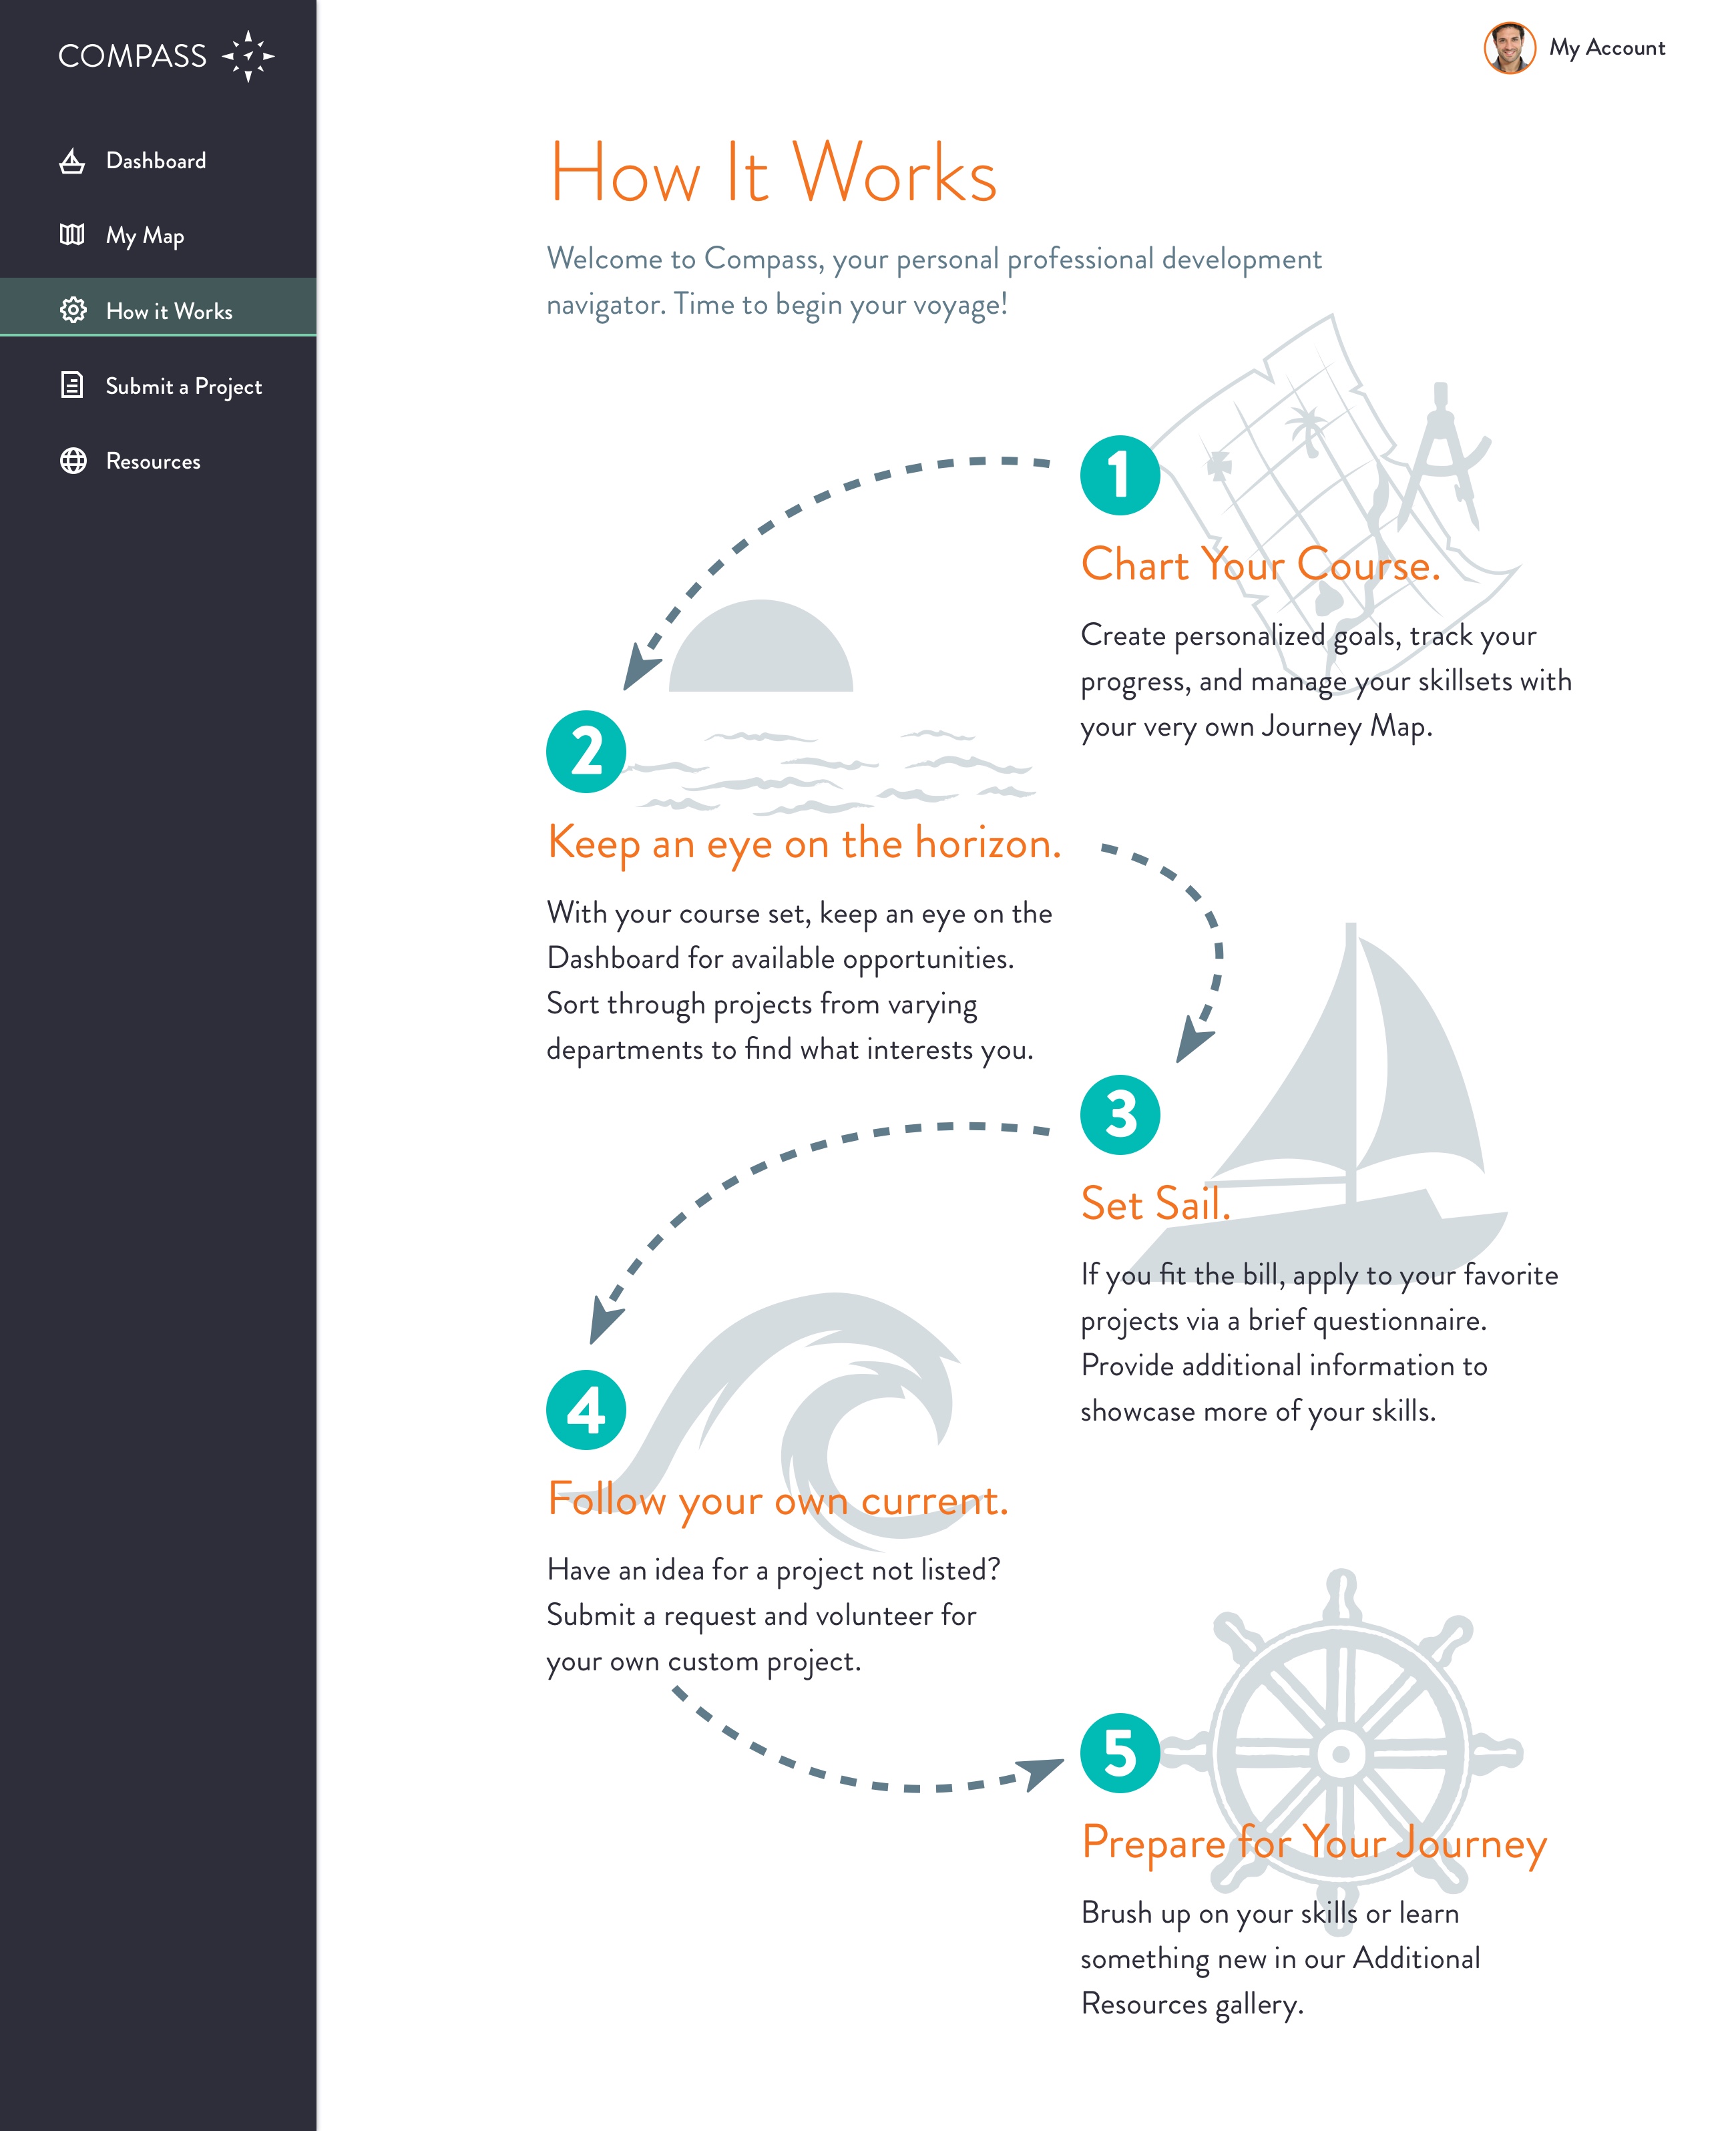 COMPASS
Dashboard
My Map
How it Works
Submit a Project
Resources
My Account
How It Works
Welcome to Compass, your personal professional development
navigator. Time to begin your voyage!
1
Chart Your Course.
Create personalized goals, track your
progress, and manage your skillsets with
your very own Journey Map.
2
Keep an eye on the horizon.
With your course set, keep an eye on the
Dashboard for available opportunities.
Sort through projects from varying
departments to find what interests you.
3
Set Sail.
If you fit the bill, apply to your favorite
projects via a brief questionnaire.
Provide additional information to
showcase more of your skills.
4
Follow your own current.
Have an idea for a project not listed?
Submit a request and volunteer for
your own custom project.
5
Prepare for Your Journey
Brush up on your skills or learn
something new in our Additional
Resources gallery.